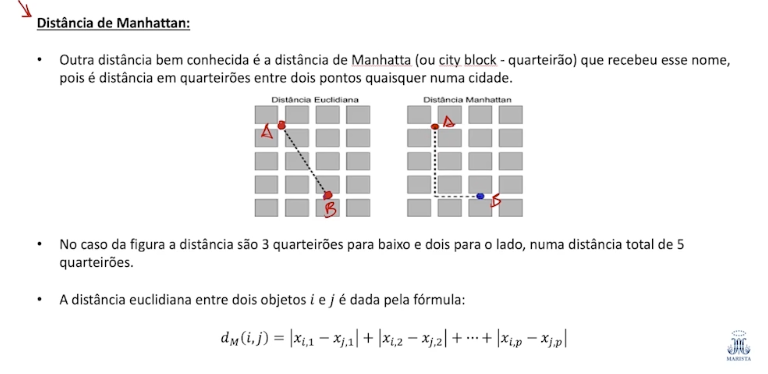 Distância de Manhattan:
• Outra distância bem conhecida é a distância de Manhatta (ou city block - quarteirão) que recebeu esse nome,
pois é distância em quarteirões entre dois pontos quaisquer numa cidade.
Distância Euclidiana
Distância Manhattan
A
B
A
B
• No caso da figura a distância são 3 quarteirões para baixo e dois para o lado, numa distância total de 5
quarteirões.
• A distância euclidiana entre dois objetos i e j é dada pela fórmula:
d_M(i,j) = |x_{i,1} − x_{j,1}| + |x_{i,2} − x_{j,2}| + ⋯ + |x_{i,p} − x_{j,p}|
MARISTA